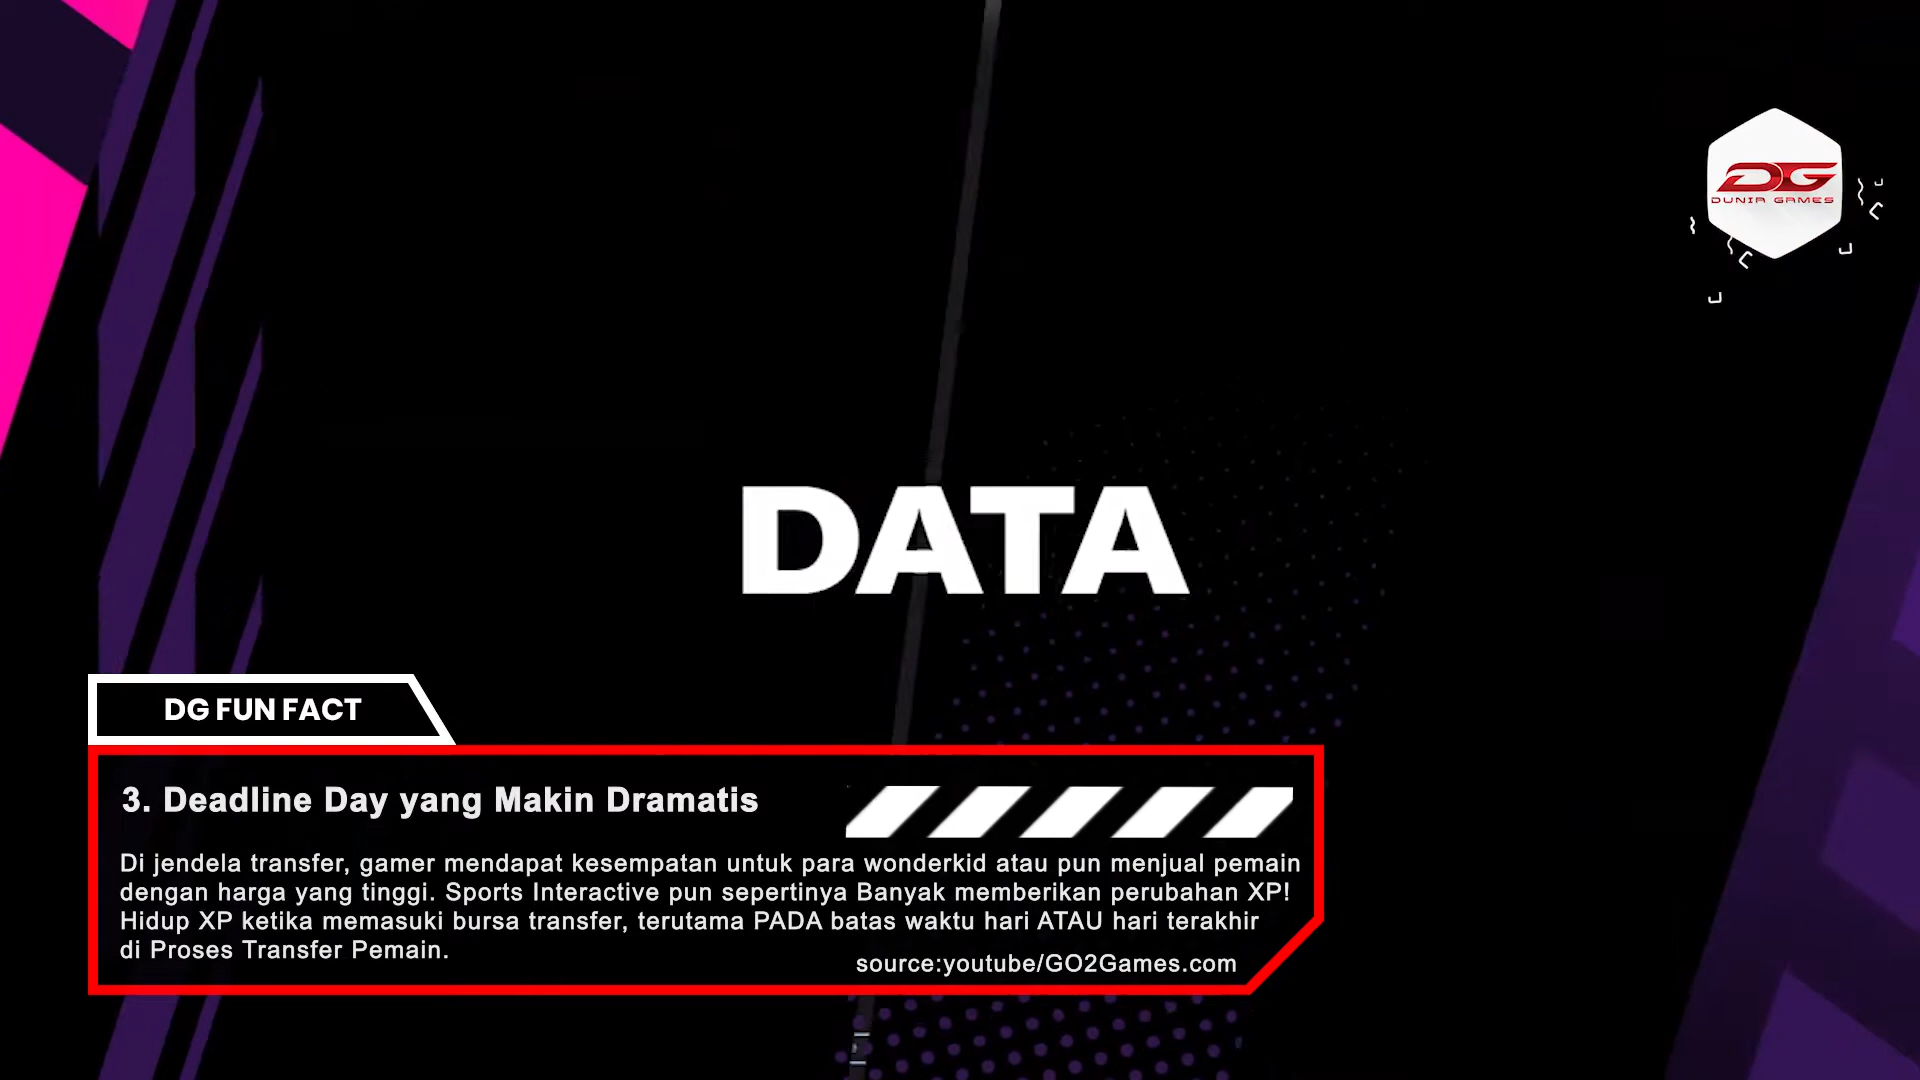 DG
DUNIA GAMES
DATA
DG FUN FACT
3. Deadline Day yang Makin Dramatis
Di jendela transfer, gamer mendapat kesempatan untuk para wonderkid atau pun menjual pemain
dengan harga yang tinggi. Sports Interactive pun sepertinya Banyak memberikan perubahan XP!
Hidup XP ketika memasuki bursa transfer, terutama PADA batas waktu hari ATAU hari terakhir
di Proses Transfer Pemain.
source:youtube/GO2Games.com